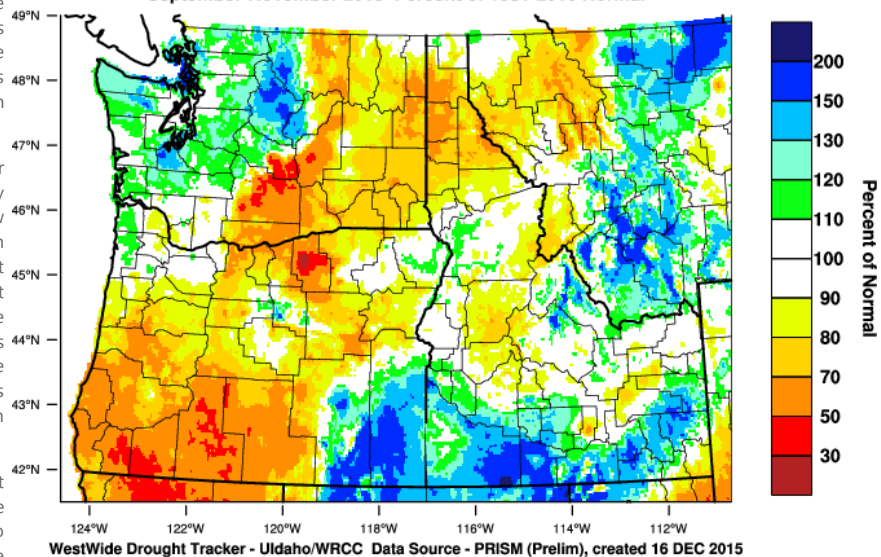 49°N
48°N
47°N
46°N
45°N
44°N
43°N
42°N
124°W 122°W 120°W 118°W 116°W 114°W 112°W
200
150
130
120
110
100
90
80
70
50
30
Percent of Normal
WestWide Drought Tracker - UIdaho/WRCC Data Source - PRISM (Prelim), created 16 DEC 2015